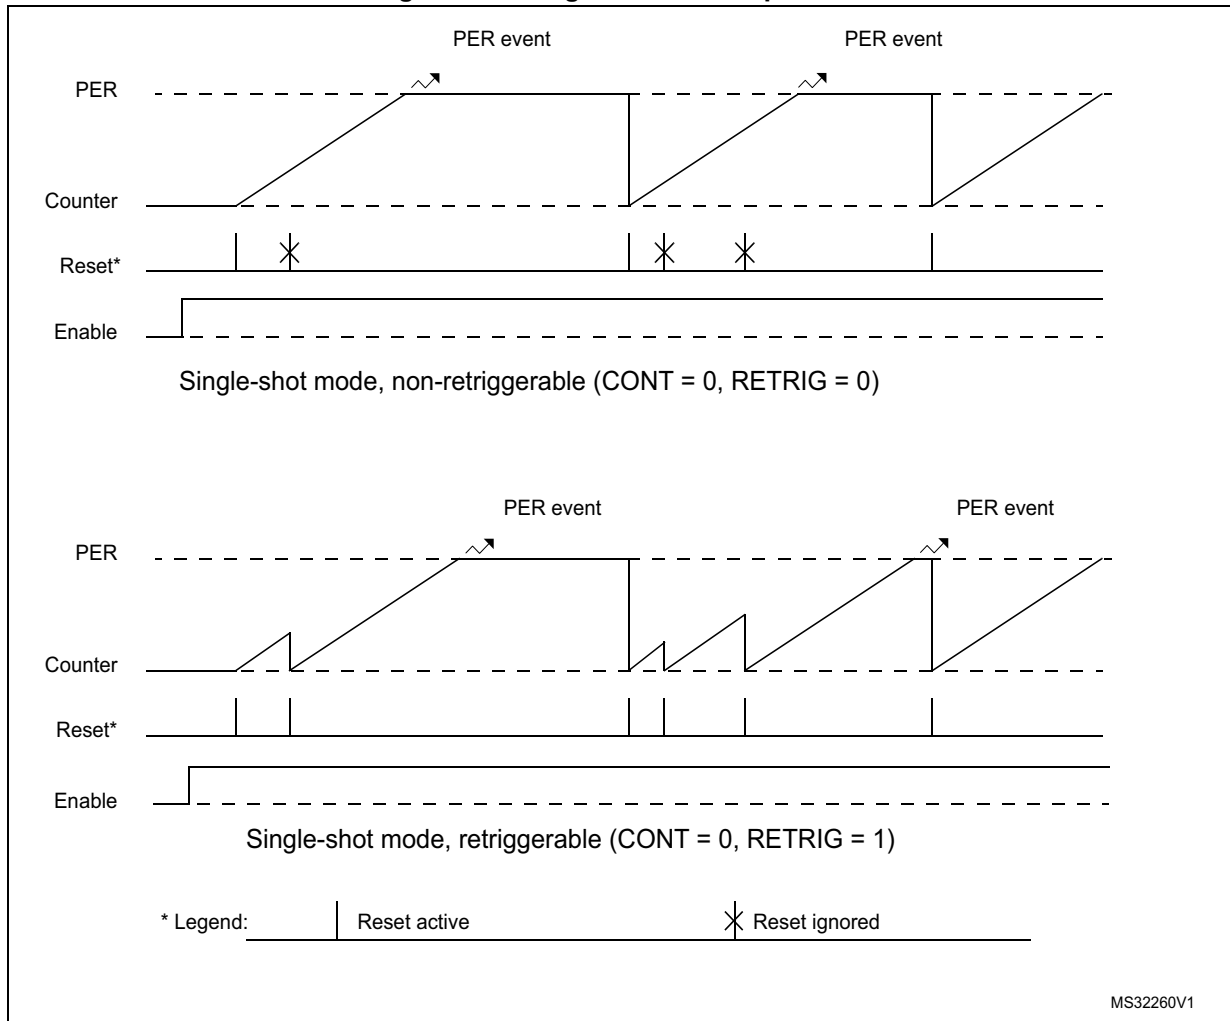 PER event PER event
PER
Counter
Reset*
Enable
Single-shot mode, non-retriggerable (CONT = 0, RETRIG = 0)
PER event PER event
PER
Counter
Reset*
Enable
Single-shot mode, retriggerable (CONT = 0, RETRIG = 1)
* Legend: Reset active Reset ignored
MS32260V1